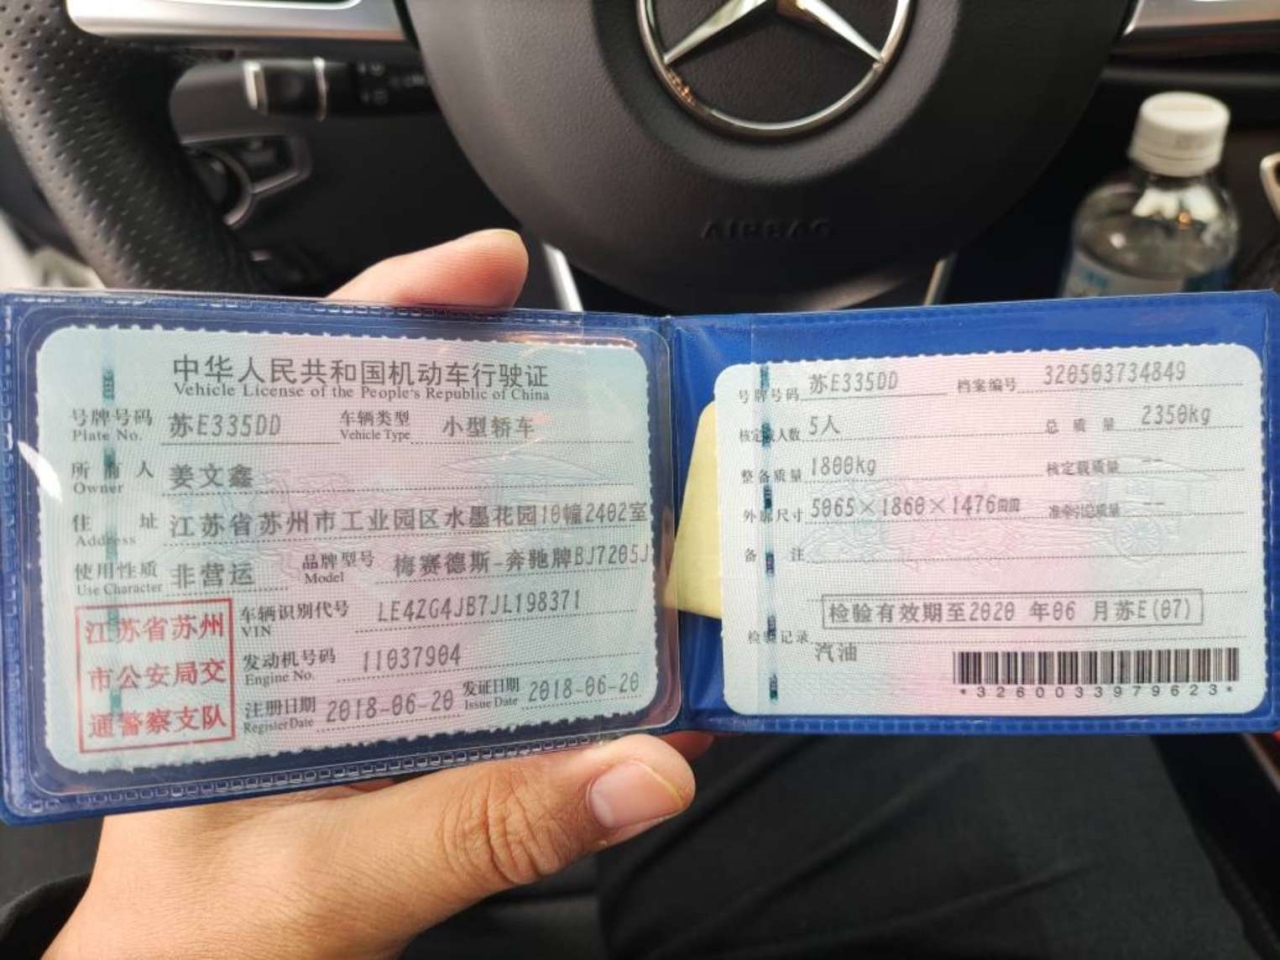 AIRBAG
中华人民共和国机动车行驶证
Vehicle License of the People's Republic of China
号牌号码 苏E335DD 车辆类型 小型轿车
Plate No. Vehicle Type
所有人 姜文鑫
Owner
住址 江苏省苏州市工业园区水墨花园10幢2402室
Address
使用性质 非营运 品牌型号 梅赛德斯-奔驰牌BJ7205J
Use Character Model
江苏省苏州
市公安局交
通警察支队
车辆识别代号 LE4ZG4JB7JL198371
VIN
发动机号码 11037904
Engine No.
注册日期 2018-06-20 发证日期 2018-06-20
Register Date Issue Date
号牌号码 苏E335DD 档案编号 320503734849
核定载人数 5人 总质量 2350kg
整备质量 1800kg 核定载质量 --
外廓尺寸 5065×1860×1476mm 准牵引总质量 --
备注
检验有效期至2020 年06 月苏E(07)
检验记录
汽油
*3260033979623*